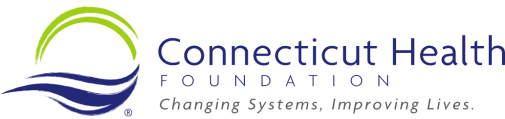 Connecticut Health
FOUNDATION
Changing Systems, Improving Lives.
®